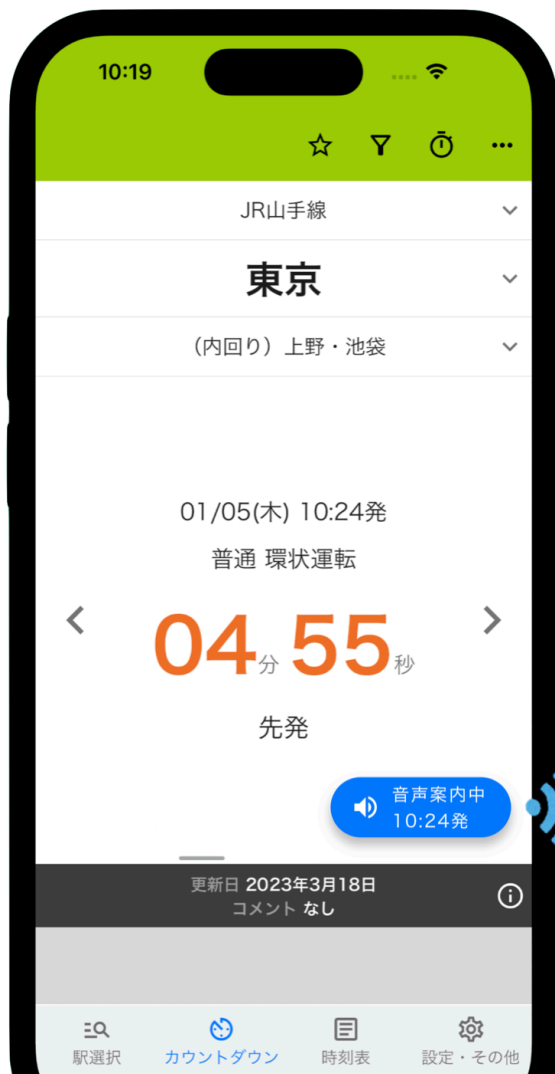 10:19
JR山手線
東京
（内回り）上野・池袋
01/05(木) 10:24発
普通 環状運転
04分55秒
先発
音声案内中
10:24発
更新日 2023年3月18日
コメント なし
駅選択
カウントダウン
時刻表
設定・その他